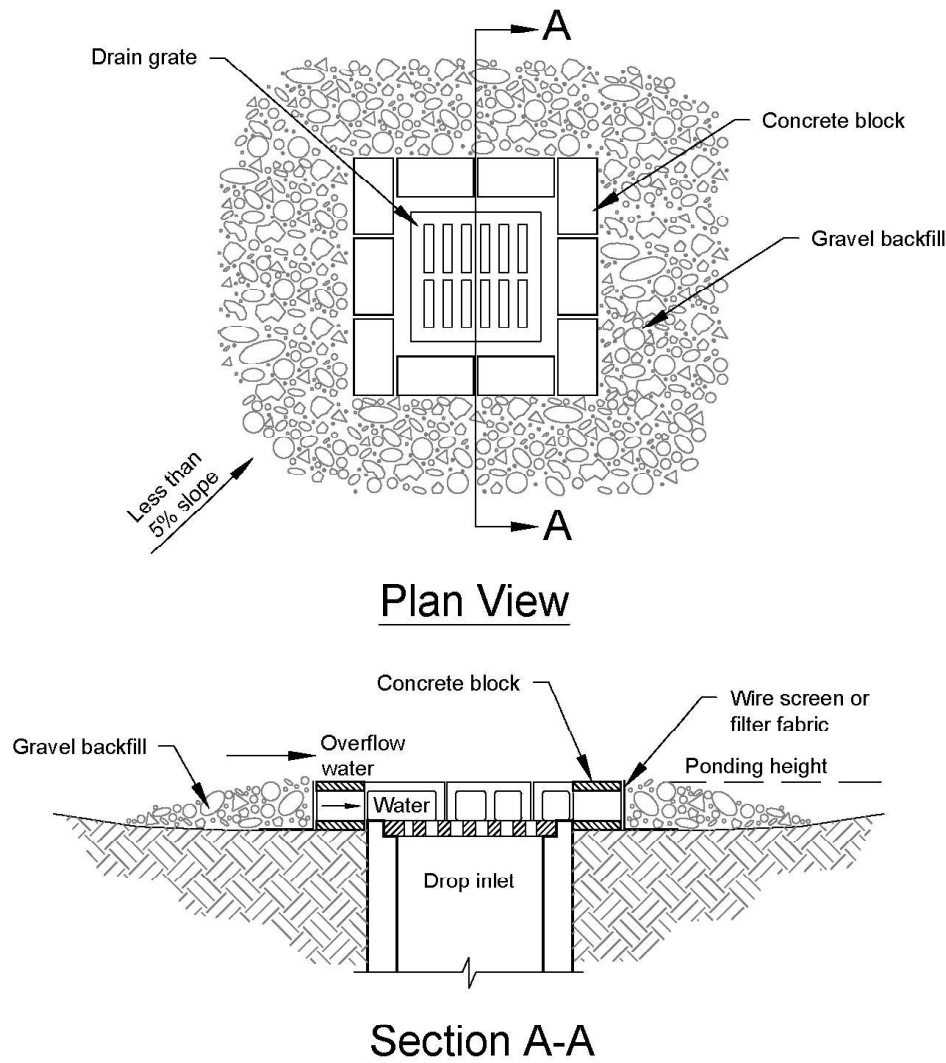 A
Drain grate
Concrete block
Gravel backfill
Less than
5% slope
A
Plan View
Concrete block
Wire screen or
filter fabric
Gravel backfill
Overflow
water
Ponding height
Water
Drop inlet
Section A-A